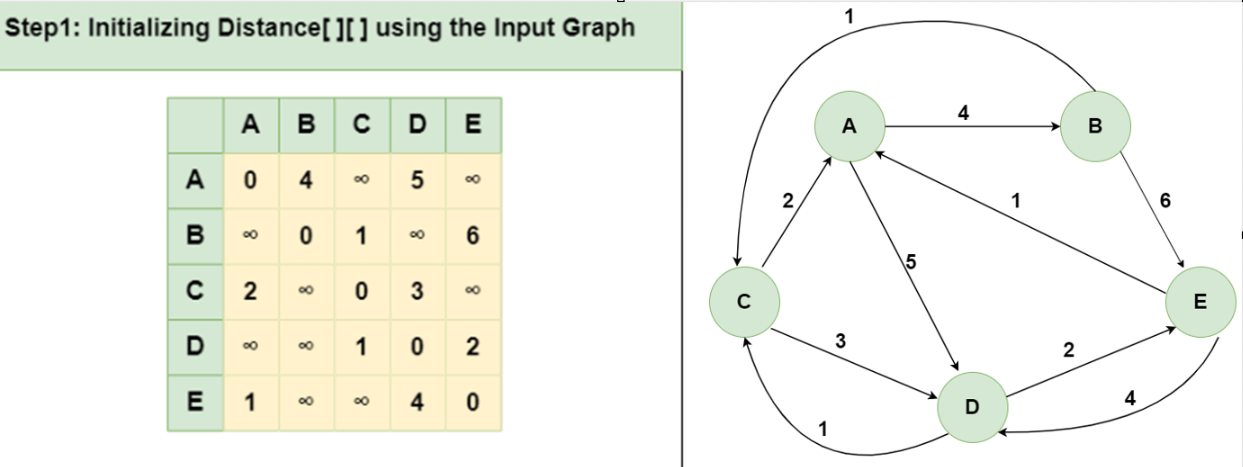 Step1: Initializing Distance[ ][ ] using the Input Graph
A B C D E
A 0 4 ∞ 5 ∞
B ∞ 0 1 ∞ 6
C 2 ∞ 0 3 ∞
D ∞ ∞ 1 0 2
E 1 ∞ ∞ 4 0
1
A 4 B
2 1 6
5
C E
3 2
4
D
1